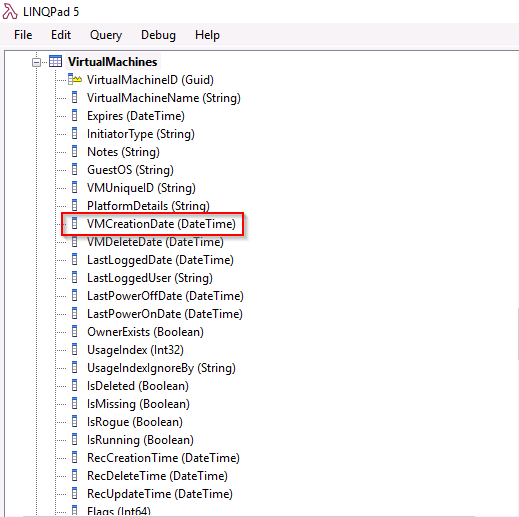 LINQPad 5
File Edit Query Debug Help
VirtualMachines
VirtualMachineID (Guid)
VirtualMachineName (String)
Expires (DateTime)
InitiatorType (String)
Notes (String)
GuestOS (String)
VMUniqueID (String)
PlatformDetails (String)
VMCreationDate (DateTime)
VMDeleteDate (DateTime)
LastLoggedDate (DateTime)
LastLoggedUser (String)
LastPowerOffDate (DateTime)
LastPowerOnDate (DateTime)
OwnerExists (Boolean)
UsageIndex (Int32)
UsageIndexIgnoreBy (String)
IsDeleted (Boolean)
IsMissing (Boolean)
IsRogue (Boolean)
IsRunning (Boolean)
RecCreationTime (DateTime)
RecDeleteTime (DateTime)
RecUpdateTime (DateTime)
Flags (Int64)